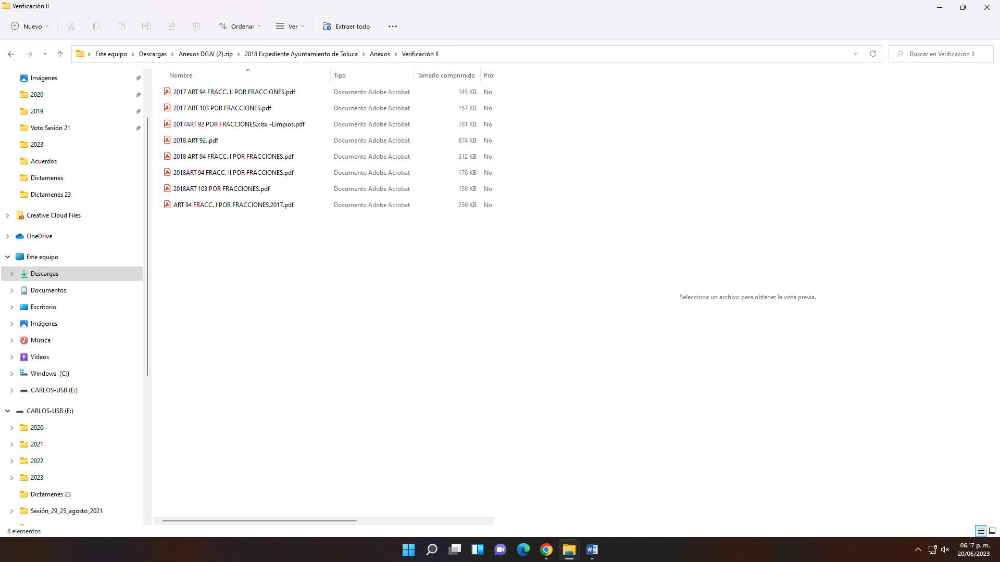 Verificación II
Nuevo
Ordenar
Ver
Extraer todo
Este equipo > Descargas > Anexos DGJV (2).zip > 2018 Expediente Ayuntamiento de Toluca > Anexos > Verificación II
Buscar en Verificación II
Imágenes
2020
2019
Voto Sesión 21
2023
Acuerdos
Dictamenes
Dictamenes 23
Creative Cloud Files
OneDrive
Este equipo
Descargas
Documentos
Escritorio
Imágenes
Música
Videos
Windows (C:)
CARLOS-USB (E:)
CARLOS-USB (E:)
2020
2021
2022
2023
Dictamenes 23
Sesión_29_25_agosto_2021
Nombre Tipo Tamaño comprimido Prot
2017 ART 94 FRACC. II POR FRACCIONES.pdf Documento Adobe Acrobat 145 KB No
2017 ART 103 POR FRACCIONES.pdf Documento Adobe Acrobat 157 KB No
2017ART 92 POR FRACCIONES.xlsx -Limpios.pdf Documento Adobe Acrobat 781 KB No
2018 ART 92..pdf Documento Adobe Acrobat 874 KB No
2018 ART 94 FRACC. I POR FRACCIONES.pdf Documento Adobe Acrobat 312 KB No
2018ART 94 FRACC. II POR FRACCIONES.pdf Documento Adobe Acrobat 176 KB No
2018ART 103 POR FRACCIONES.pdf Documento Adobe Acrobat 139 KB No
ART 94 FRACC. I POR FRACCIONES.2017.pdf Documento Adobe Acrobat 259 KB No
Selecciona un archivo para obtener la vista previa.
8 elementos
06:17 p. m.
20/06/2023